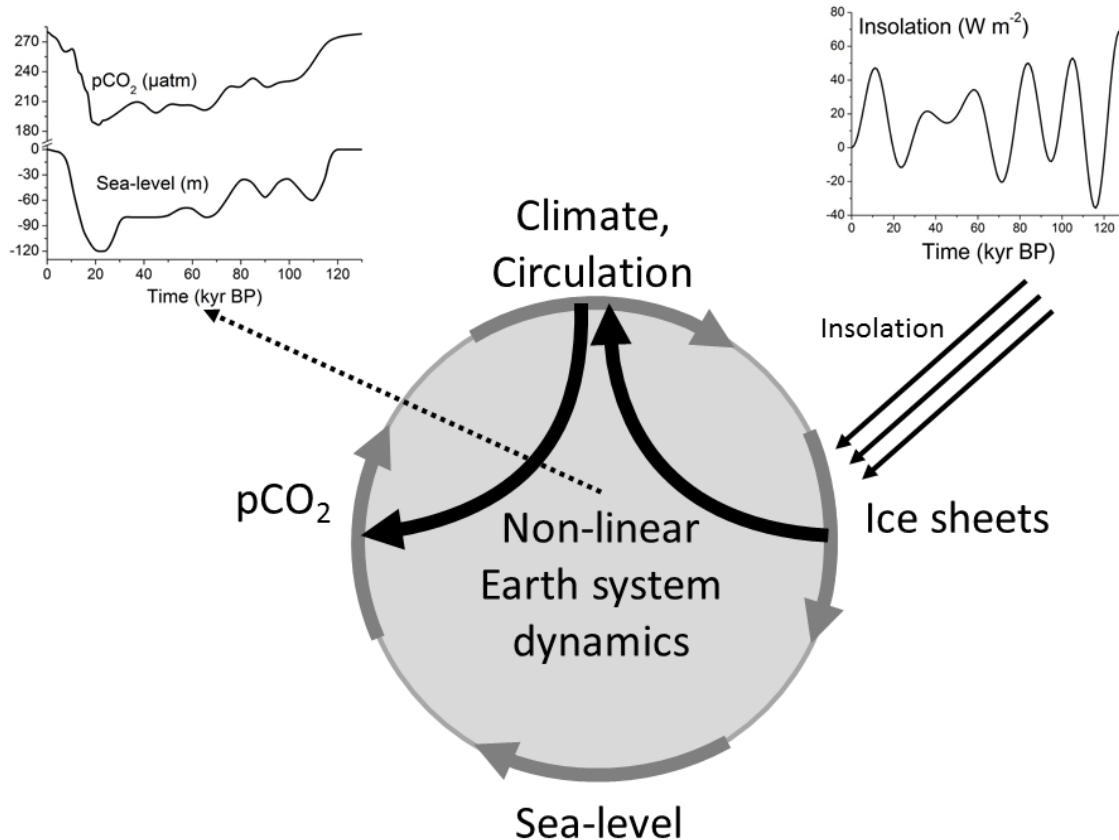 270
240
210
180
pCO₂ (µatm)
0
-30
-60
-90
-120
Sea-level (m)
0 20 40 60 80 100 120
Time (kyr BP)
80
60
40
20
0
-20
-40
Insolation (W m⁻²)
0 20 40 60 80 100 120
Time (kyr BP)
Climate,
Circulation
Insolation
pCO₂
Ice sheets
Non-linear
Earth system
dynamics
Sea-level